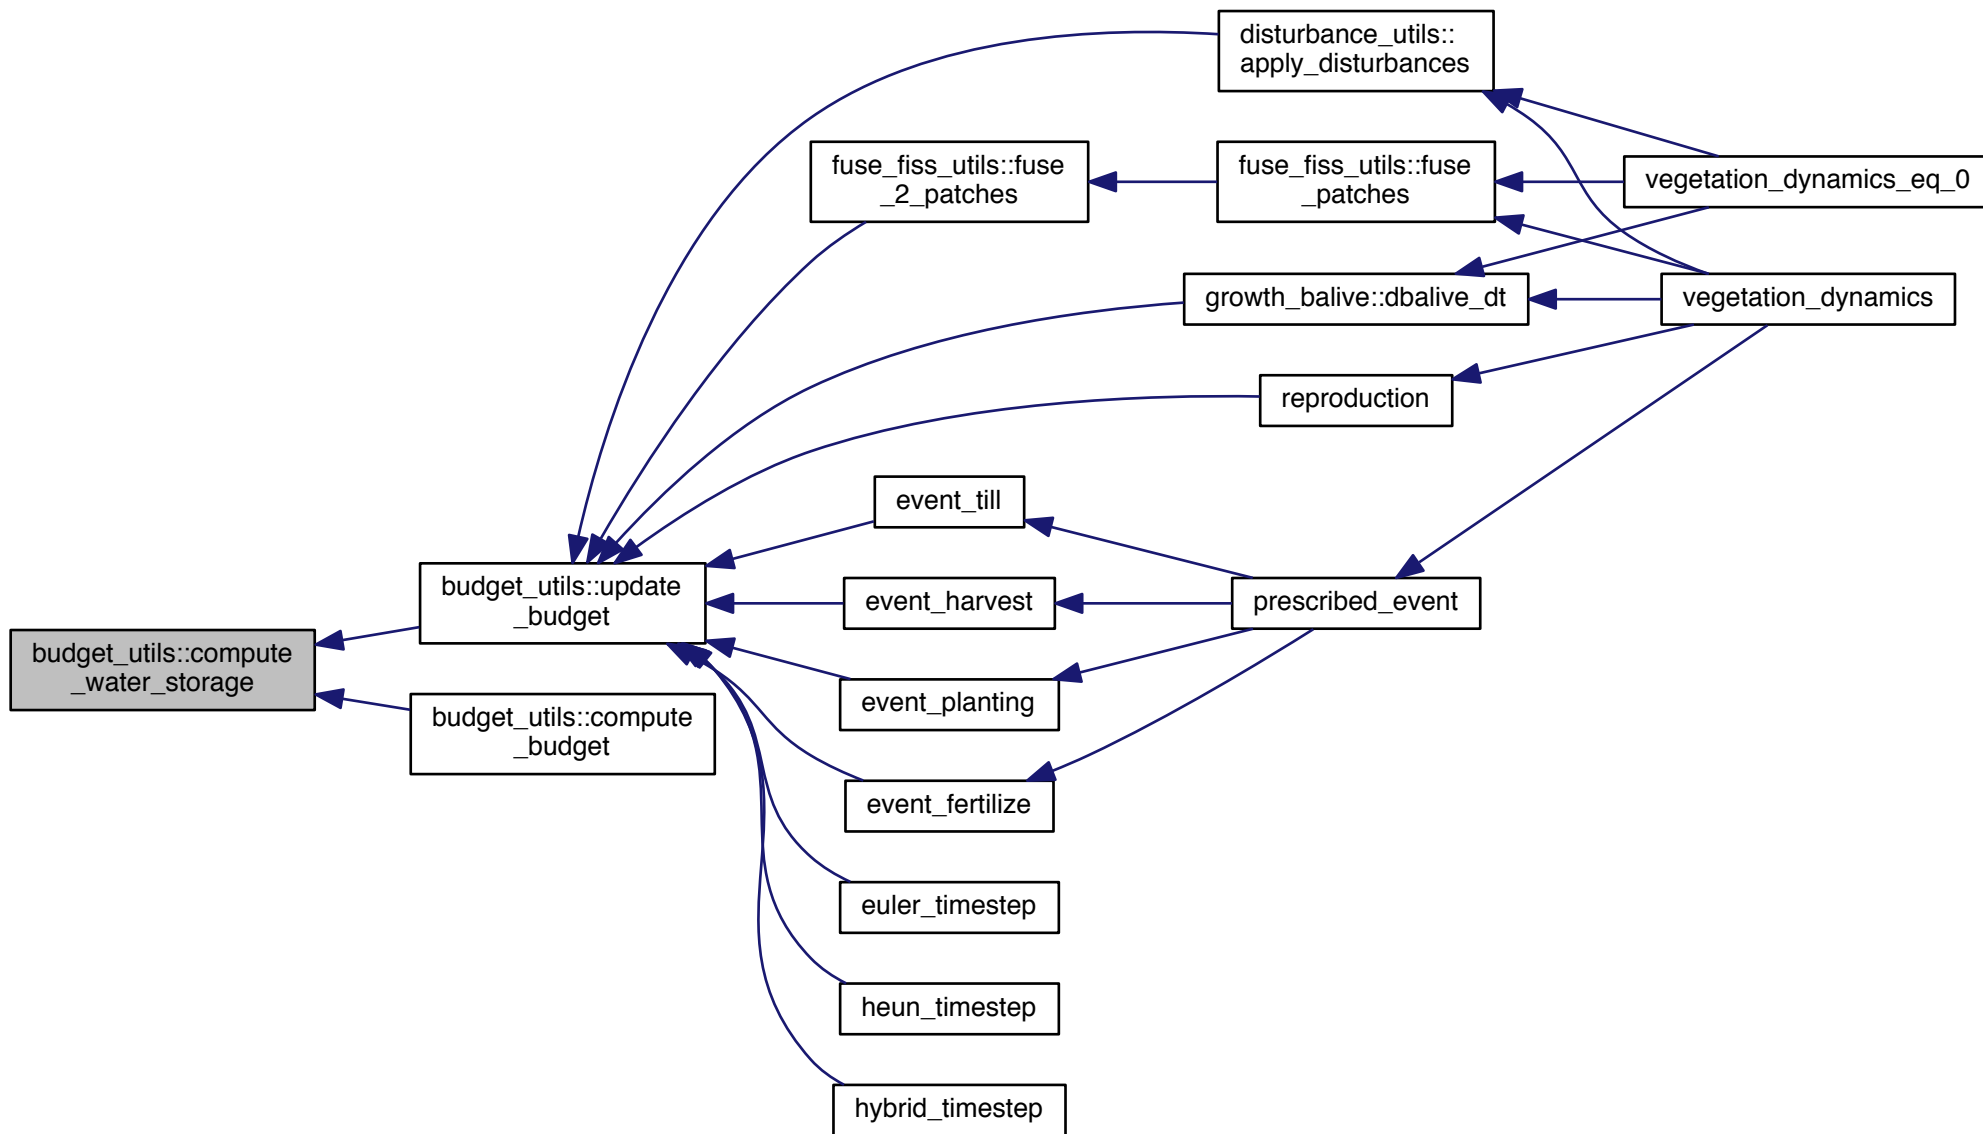 disturbance_utils::
apply_disturbances
fuse_fiss_utils::fuse
_2_patches
fuse_fiss_utils::fuse
_patches
vegetation_dynamics_eq_0
growth_balive::dbalive_dt
vegetation_dynamics
reproduction
event_till
budget_utils::update
_budget
event_harvest
prescribed_event
budget_utils::compute
_water_storage
event_planting
budget_utils::compute
_budget
event_fertilize
euler_timestep
heun_timestep
hybrid_timestep